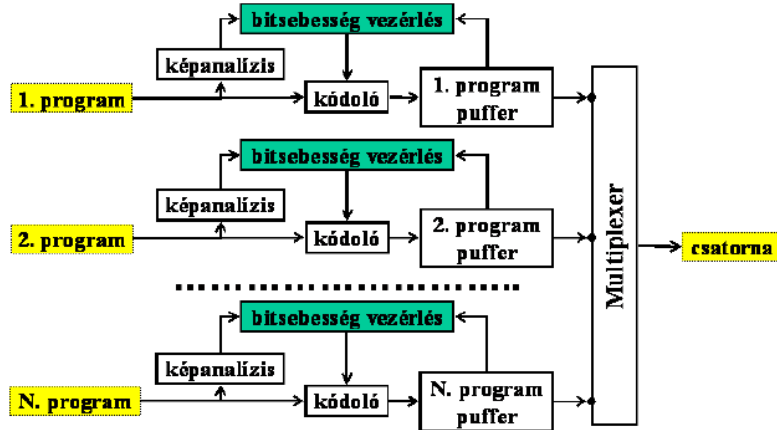 bitsebesség vezérlés
képanalízis
1. program
kódoló
1. program
puffer
bitsebesség vezérlés
képanalízis
2. program
kódoló
2. program
puffer
Multiplexer
csatorna
bitsebesség vezérlés
képanalízis
N. program
kódoló
N. program
puffer